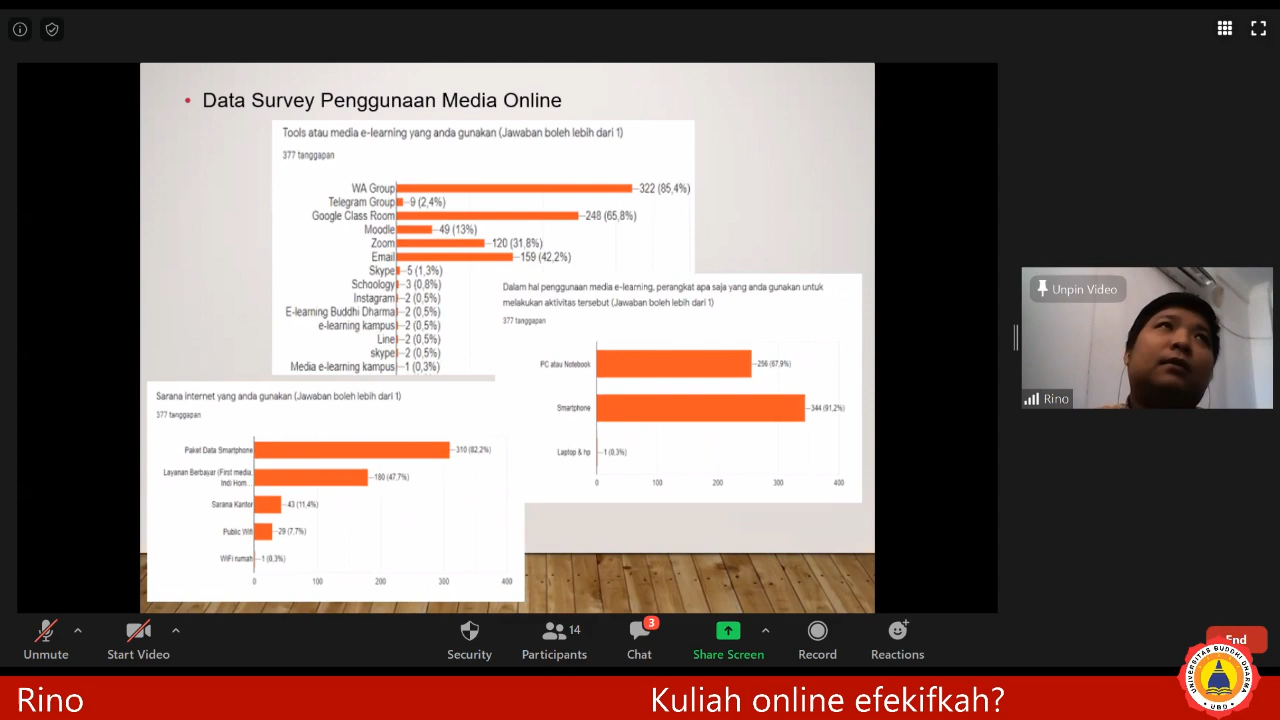 • Data Survey Penggunaan Media Online
Tools atau media e-learning yang anda gunakan (Jawaban boleh lebih dari 1)
377 tanggapan
WA Group 322 (85,4%)
Telegram Group 9 (2,4%)
Google Class Room 248 (65,8%)
Moodle 49 (13%)
Zoom 120 (31,8%)
Email 159 (42,2%)
Skype 5 (1,3%)
Schoology 3 (0,8%)
Instagram 2 (0,5%)
E-learning Buddhi Dharma 2 (0,5%)
e-learning kampus 2 (0,5%)
Line 2 (0,5%)
skype 2 (0,5%)
Media e-learning kampus 1 (0,3%)
Dalam hal penggunaan media e-learning, perangkat apa saja yang anda gunakan untuk
melakukan aktivitas tersebut (Jawaban boleh lebih dari 1)
377 tanggapan
PC atau Notebook 256 (67,9%)
Smartphone 344 (91,2%)
Laptop & hp 1 (0,3%)
0 100 200 300 400
Sarana internet yang anda gunakan (Jawaban boleh lebih dari 1)
377 tanggapan
Paket Data Smartphone 310 (82,2%)
Layanan Berbayar (First media,
Indi Hom... 180 (47,7%)
Sarana Kantor 43 (11,4%)
Public Wifi 29 (7,7%)
WiFi rumah 1 (0,3%)
0 100 200 300 400
Unpin Video
Rino
Unmute
Start Video
Security
14
Participants
3
Chat
Share Screen
Record
Reactions
End
UNIVERSITAS BUDDHI DHARMA
UBD
Rino
Kuliah online efekifkah?